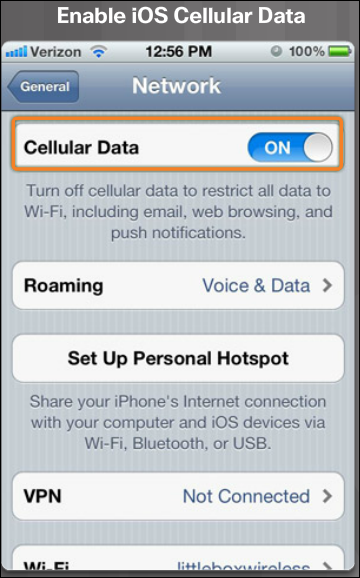 Enable iOS Cellular Data
Verizon 12:56 PM 100%
General Network
Cellular Data ON
Turn off cellular data to restrict all data to
Wi-Fi, including email, web browsing, and
push notifications.
Roaming Voice & Data
Set Up Personal Hotspot
Share your iPhone's Internet connection
with your computer and iOS devices via
Wi-Fi, Bluetooth, or USB.
VPN Not Connected
Wi-Fi littleboxwireless